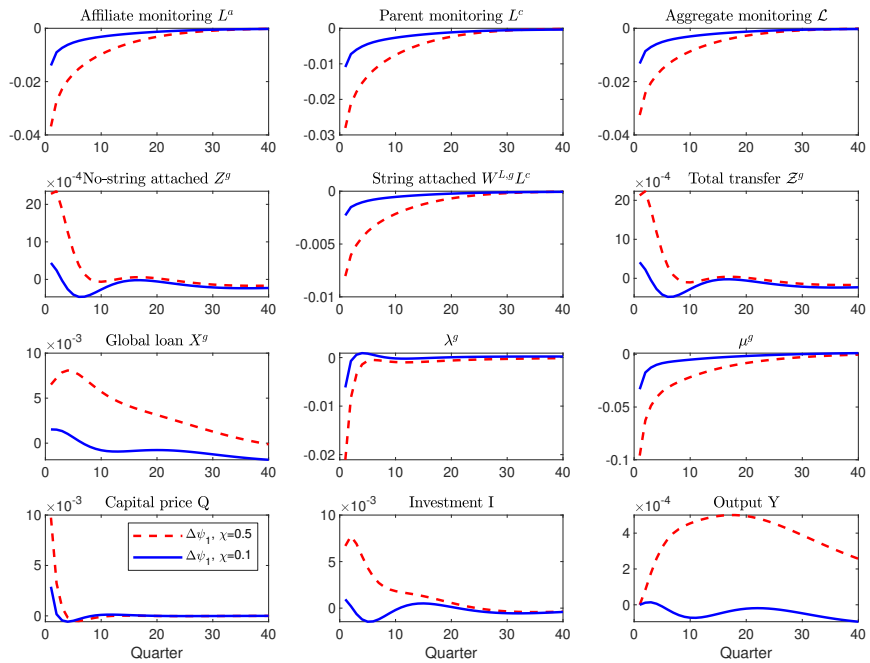 Affiliate monitoring L^a
Parent monitoring L^c
Aggregate monitoring ℒ
0
-0.02
-0.04
0 10 20 30 40
0
-0.01
-0.02
-0.03
0 10 20 30 40
0
-0.02
-0.04
0 10 20 30 40
×10^-4 No-string attached Z^g
String attached W^{L,g}L^c
×10^-4 Total transfer 𝒵^g
20
10
0
0 10 20 30 40
0
-0.005
-0.01
0 10 20 30 40
20
10
0
0 10 20 30 40
×10^-3 Global loan X^g
λ^g
μ^g
10
5
0
0 10 20 30 40
0
-0.01
-0.02
0 10 20 30 40
0
-0.05
-0.1
0 10 20 30 40
×10^-3 Capital price Q
×10^-3 Investment I
×10^-4 Output Y
10
5
0
0 10 20 30 40
Δψ_1, χ=0.5
Δψ_1, χ=0.1
10
5
0
0 10 20 30 40
4
2
0
0 10 20 30 40
Quarter
Quarter
Quarter